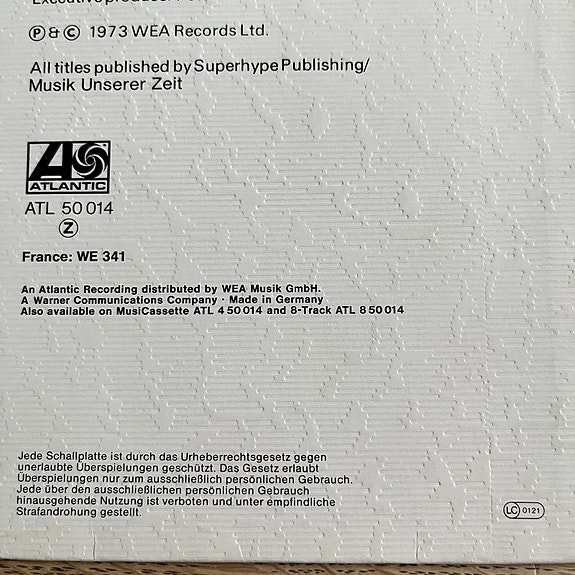 Executive producer:
Ⓟ & © 1973 WEA Records Ltd.
All titles published by Superhype Publishing/
Musik Unserer Zeit
ATLANTIC
ATL 50 014
Ⓩ
France: WE 341
An Atlantic Recording distributed by WEA Musik GmbH.
A Warner Communications Company · Made in Germany
Also available on MusiCassette ATL 4 50 014 and 8-Track ATL 8 50 014
Jede Schallplatte ist durch das Urheberrechtsgesetz gegen
unerlaubte Überspielungen geschützt. Das Gesetz erlaubt
Überspielungen nur zum ausschließlich persönlichen Gebrauch.
Jede über den ausschließlichen persönlichen Gebrauch
hinausgehende Nutzung ist verboten und unter empfindliche
Strafandrohung gestellt.
LC 0121